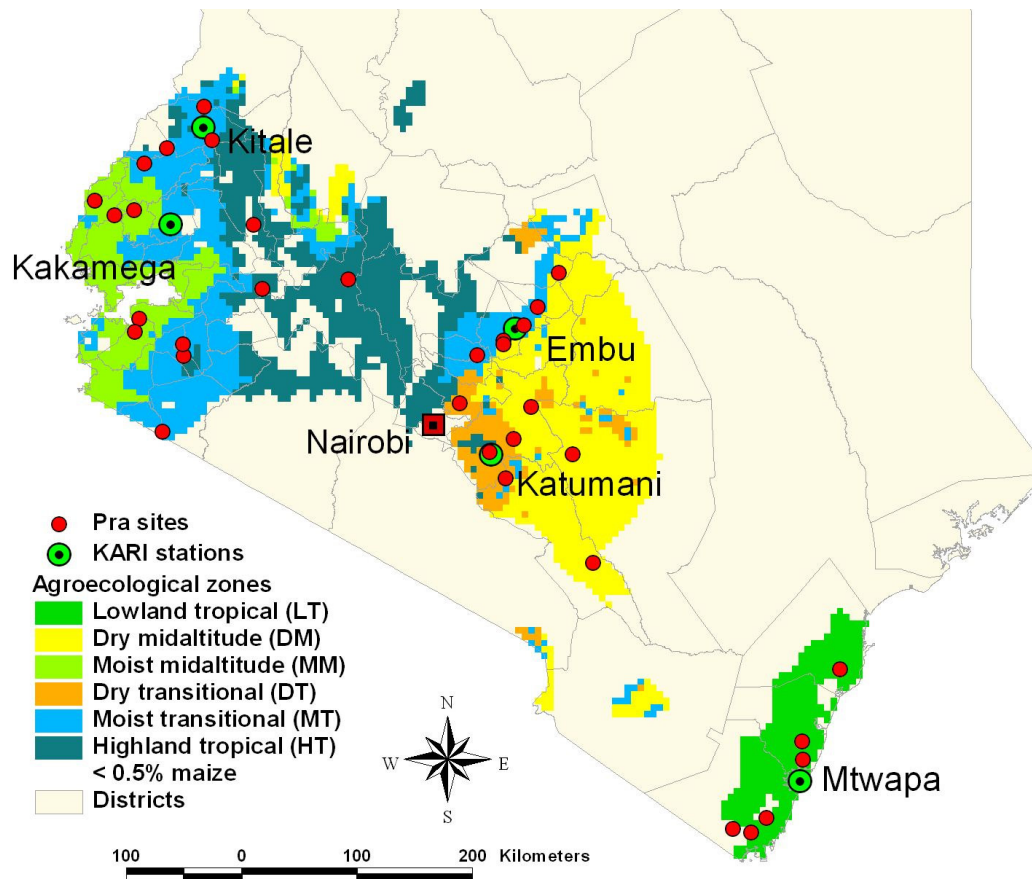 Kitale
Kakamega
Embu
Nairobi
Katumani
Pra sites
KARI stations
Agroecological zones
Lowland tropical (LT)
Dry midaltitude (DM)
Moist midaltitude (MM)
Dry transitional (DT)
Moist transitional (MT)
Highland tropical (HT)
< 0.5% maize
Districts
N
W E
S
Mtwapa
100 0 100 200 Kilometers